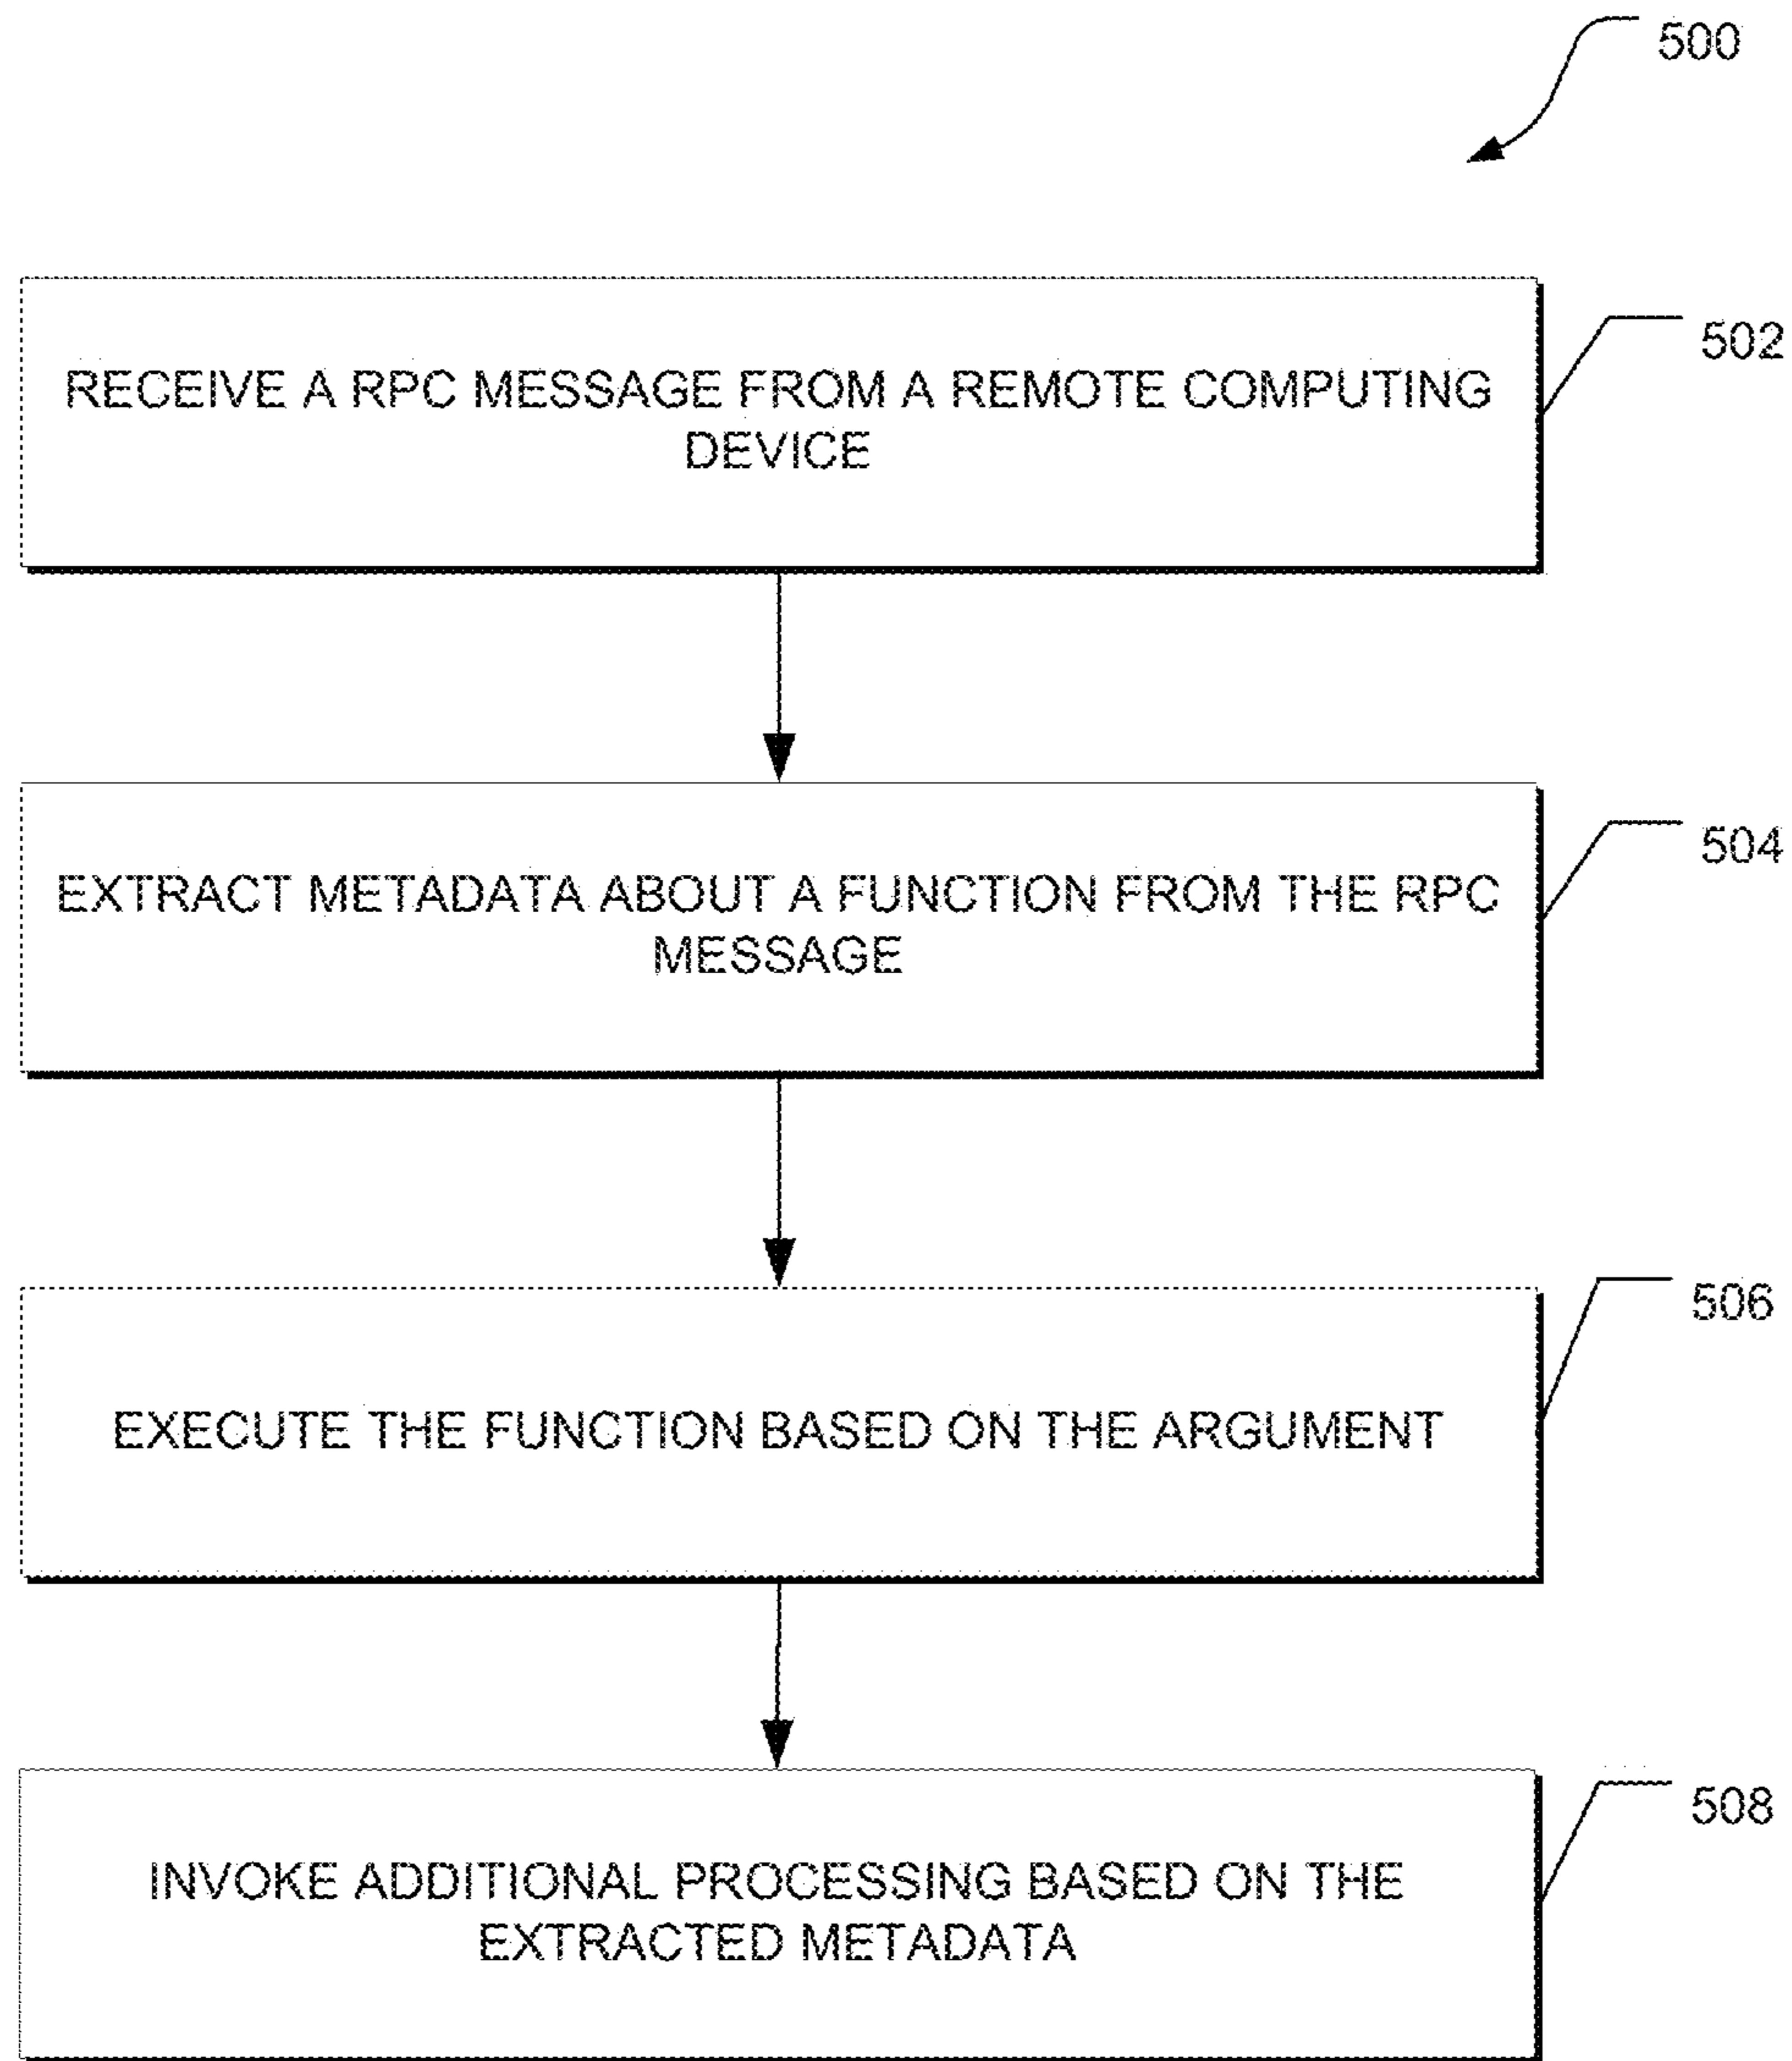 500
502
RECEIVE A RPC MESSAGE FROM A REMOTE COMPUTING
DEVICE
504
EXTRACT METADATA ABOUT A FUNCTION FROM THE RPC
MESSAGE
506
EXECUTE THE FUNCTION BASED ON THE ARGUMENT
508
INVOKE ADDITIONAL PROCESSING BASED ON THE
EXTRACTED METADATA